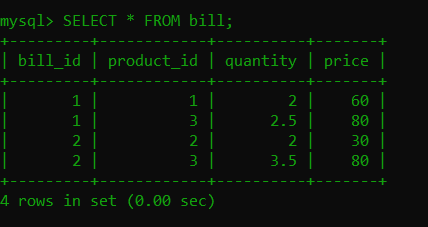 mysql> SELECT * FROM bill;
+---------+------------+----------+-------+
| bill_id | product_id | quantity | price |
+---------+------------+----------+-------+
|       1 |          1 |        2 |    60 |
|       1 |          3 |      2.5 |    80 |
|       2 |          2 |        2 |    30 |
|       2 |          3 |      3.5 |    80 |
+---------+------------+----------+-------+
4 rows in set (0.00 sec)